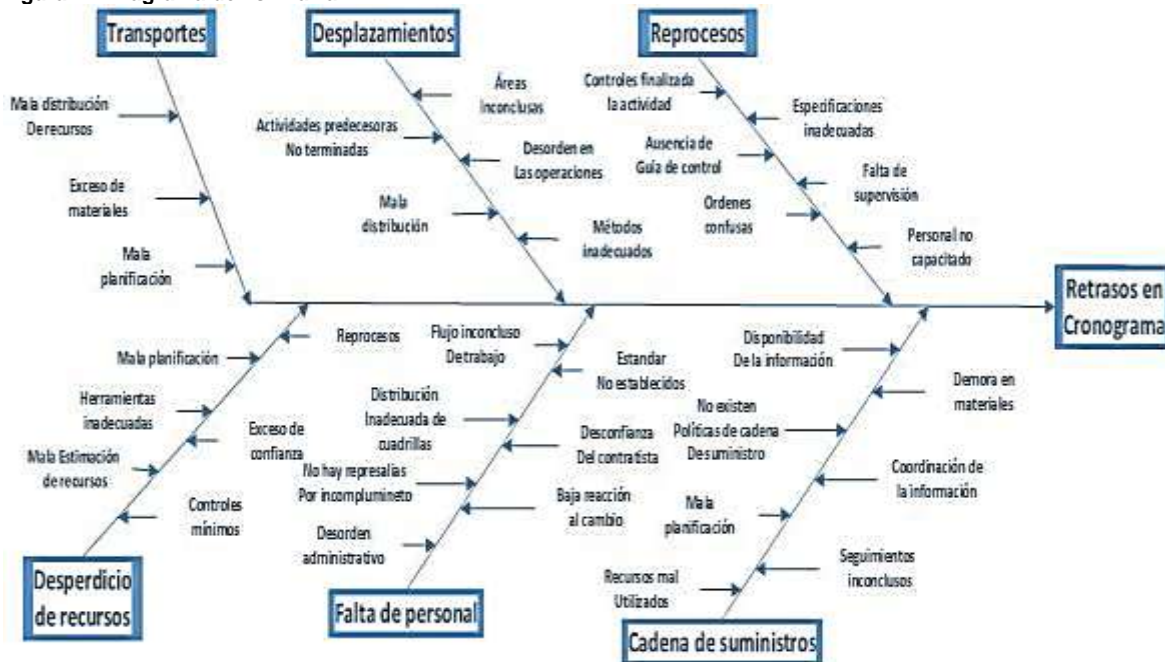 Transportes
Desplazamientos
Reprocesos
Mala distribución
De recursos
Exceso de
materiales
Mala
planificación
Áreas
Inconclusas
Actividades predecesoras
No terminadas
Desorden en
Las operaciones
Mala
distribución
Métodos
inadecuados
Controles finalizada
la actividad
Especificaciones
inadecuadas
Ausencia de
Guía de control
Falta de
supervisión
Ordenes
confusas
Personal no
capacitado
Retrasos en
Cronograma
Reprocesos
Mala planificación
Herramientas
inadecuadas
Exceso de
confianza
Mala Estimación
de recursos
Controles
mínimos
Desperdicio
de recursos
Flujo inconcluso
De trabajo
Estandar
No establecidos
Distribución
Inadecuada de
cuadrillas
Desconfianza
Del contratista
No hay represalias
Por incumplumineto
Baja reacción
al cambio
Desorden
administrativo
Falta de personal
Disponibilidad
De la información
Demora en
materiales
No existen
Políticas de cadena
De suministro
Coordinación de
la información
Mala
planificación
Seguimientos
inconclusos
Recursos mal
Utilizados
Cadena de suministros